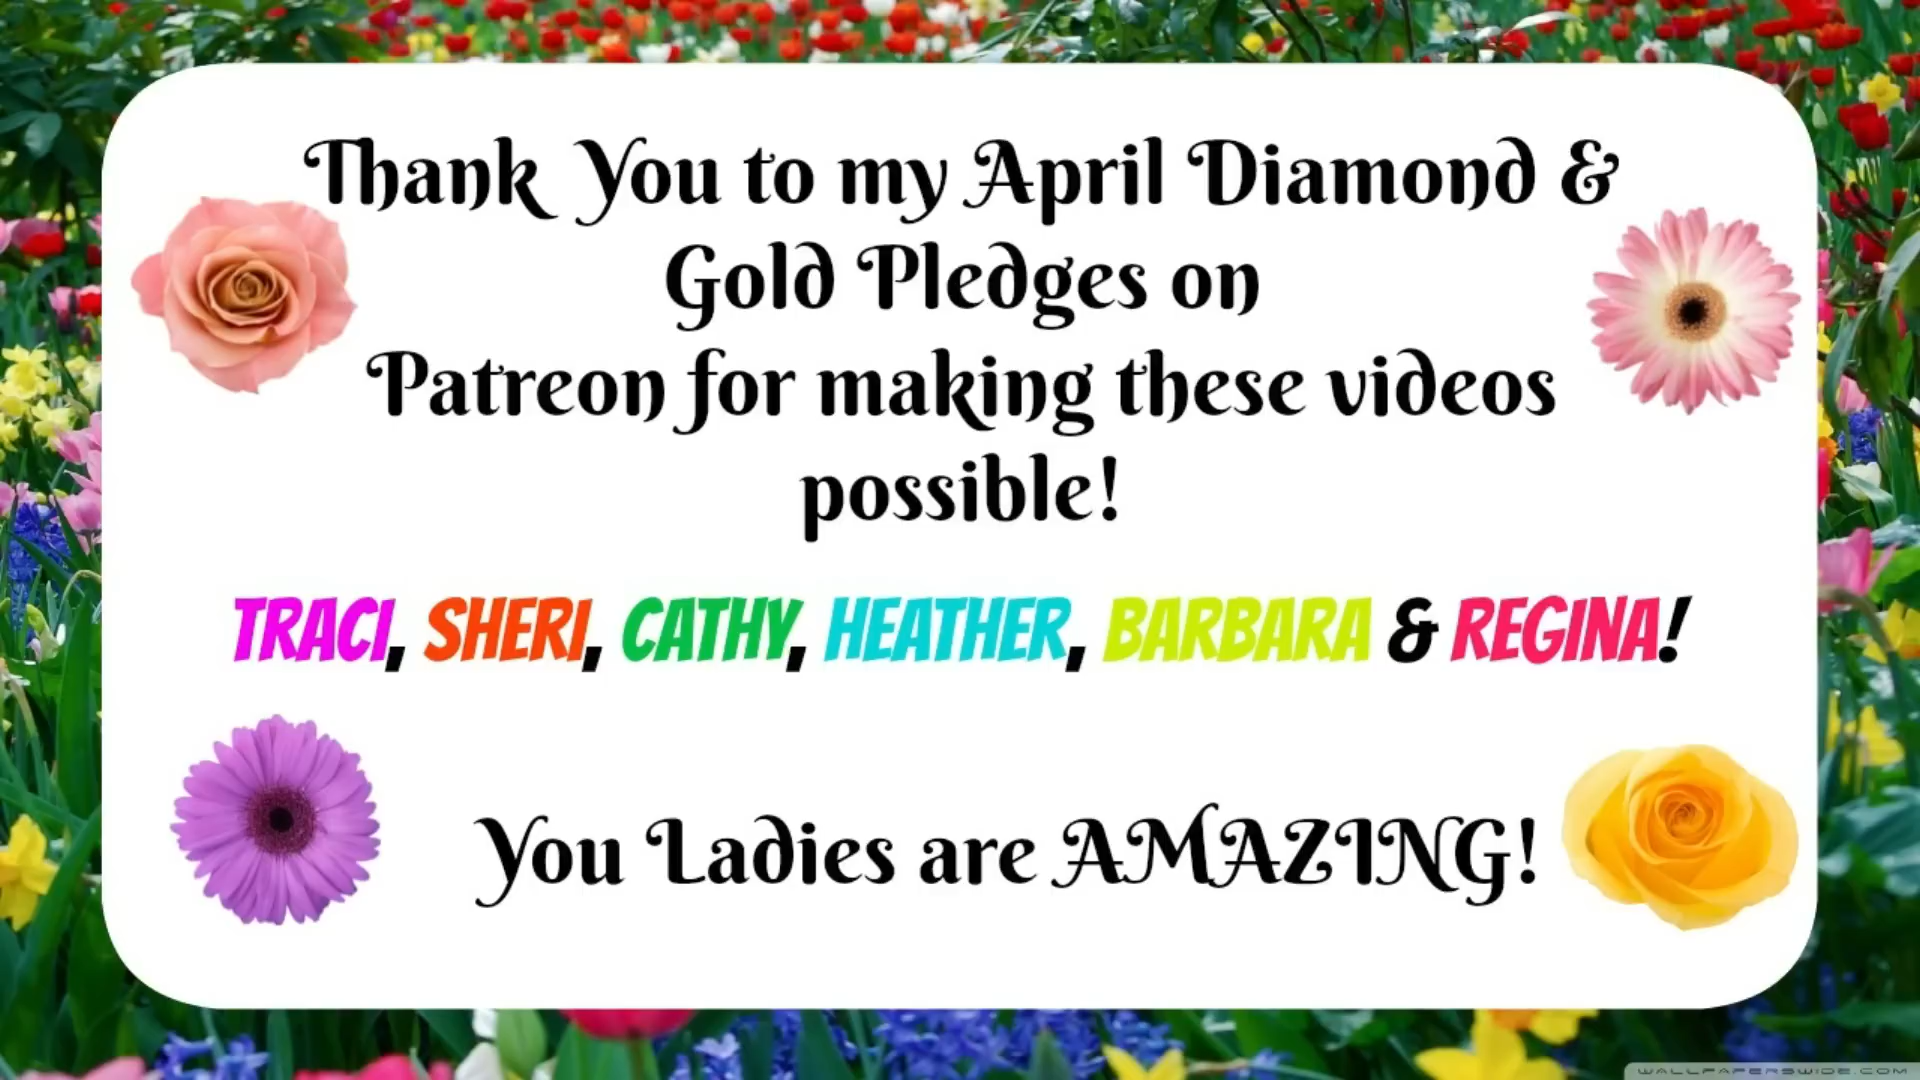 Thank You to my April Diamond &
Gold Pledges on
Patreon for making these videos
possible!
TRACI, SHERI, CATHY, HEATHER, BARBARA & REGINA!
You Ladies are AMAZING!
WALLPAPERSWIDE.COM